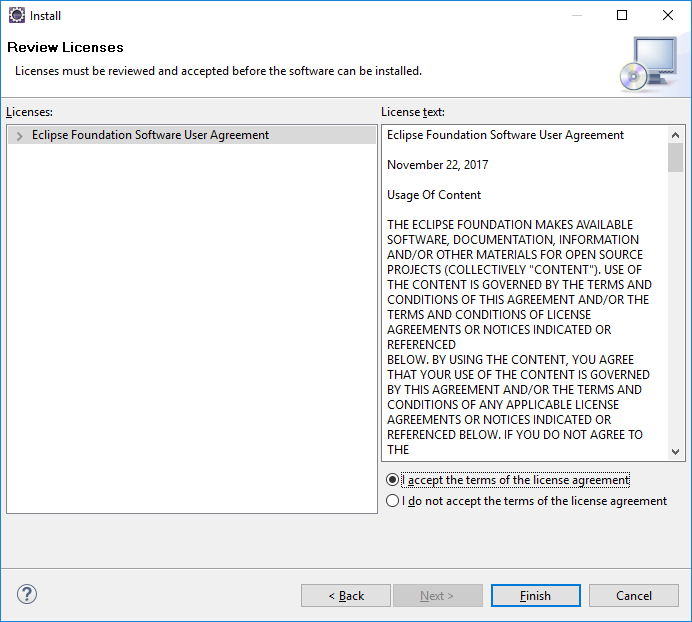 Install
Review Licenses
Licenses must be reviewed and accepted before the software can be installed.
Licenses:
Eclipse Foundation Software User Agreement
License text:
Eclipse Foundation Software User Agreement
November 22, 2017
Usage Of Content
THE ECLIPSE FOUNDATION MAKES AVAILABLE
SOFTWARE, DOCUMENTATION, INFORMATION
AND/OR OTHER MATERIALS FOR OPEN SOURCE
PROJECTS (COLLECTIVELY "CONTENT"). USE OF
THE CONTENT IS GOVERNED BY THE TERMS AND
CONDITIONS OF THIS AGREEMENT AND/OR THE
TERMS AND CONDITIONS OF LICENSE
AGREEMENTS OR NOTICES INDICATED OR
REFERENCED
BELOW. BY USING THE CONTENT, YOU AGREE
THAT YOUR USE OF THE CONTENT IS GOVERNED
BY THIS AGREEMENT AND/OR THE TERMS AND
CONDITIONS OF ANY APPLICABLE LICENSE
AGREEMENTS OR NOTICES INDICATED OR
REFERENCED BELOW. IF YOU DO NOT AGREE TO
THE
I accept the terms of the license agreement
I do not accept the terms of the license agreement
?
< Back
Next >
Finish
Cancel